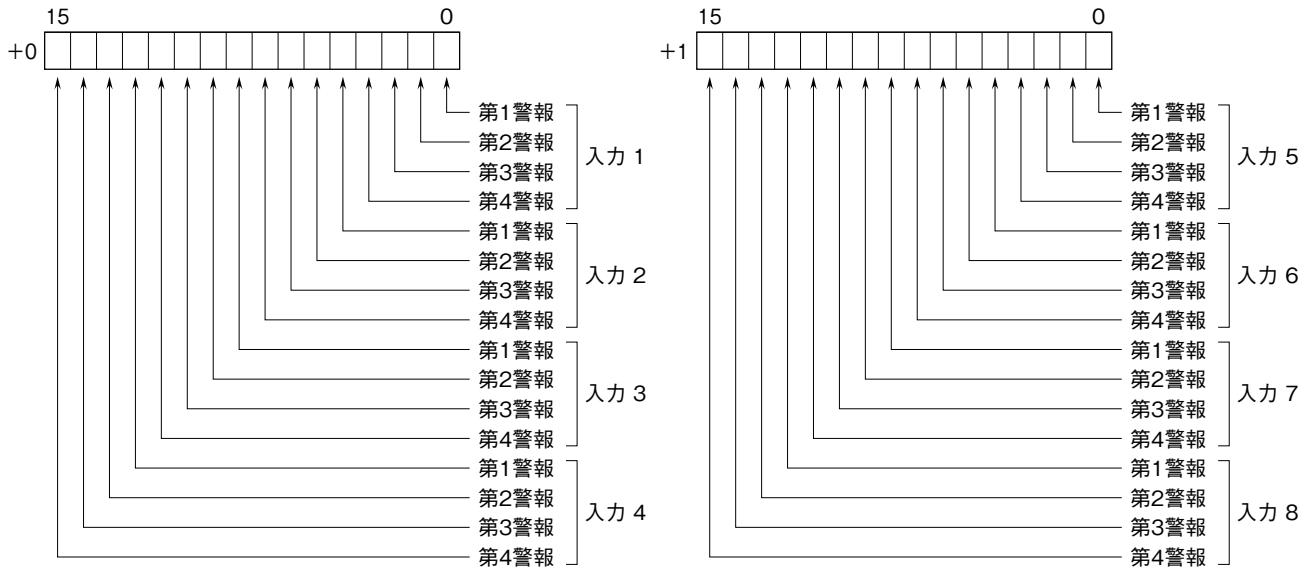 15 0
+0
第1警報
第2警報
第3警報
第4警報
入力 1
第1警報
第2警報
第3警報
第4警報
入力 2
第1警報
第2警報
第3警報
第4警報
入力 3
第1警報
第2警報
第3警報
第4警報
入力 4
15 0
+1
第1警報
第2警報
第3警報
第4警報
入力 5
第1警報
第2警報
第3警報
第4警報
入力 6
第1警報
第2警報
第3警報
第4警報
入力 7
第1警報
第2警報
第3警報
第4警報
入力 8